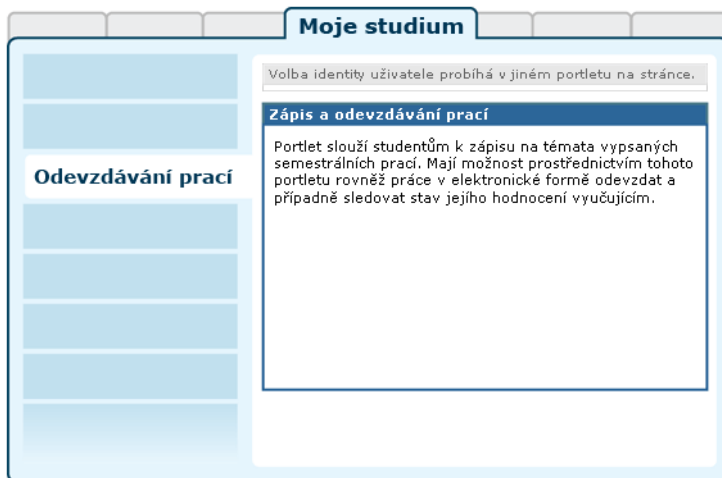 Moje studium
Volba identity uživatele probíhá v jiném portletu na stránce.
Zápis a odevzdávání prací
Portlet slouží studentům k zápisu na témata vypsaných
semestrálních prací. Mají možnost prostřednictvím tohoto
portletu rovněž práce v elektronické formě odevzdat a
případně sledovat stav jejího hodnocení vyučujícím.
Odevzdávání prací